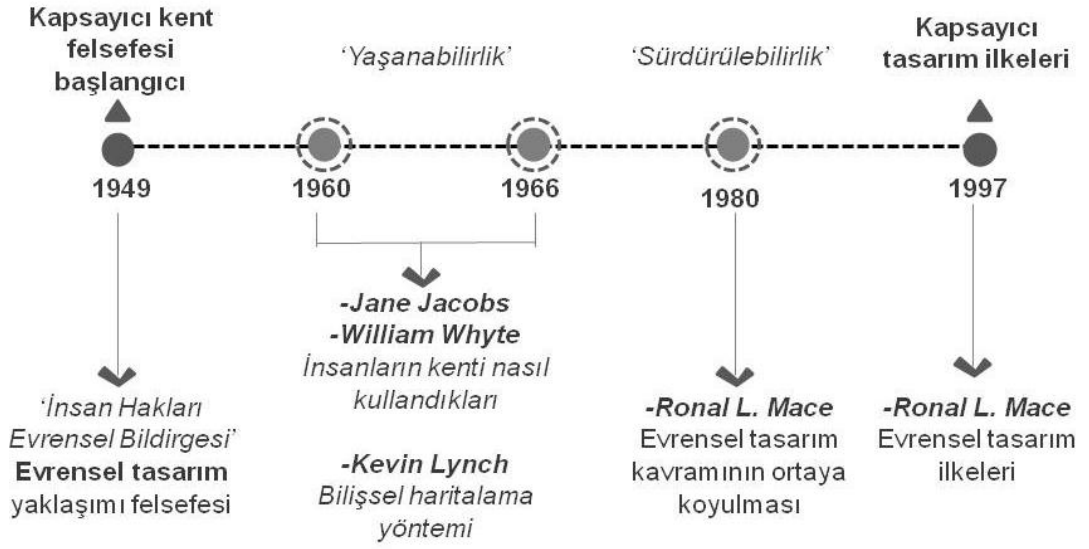 Kapsayıcı kent
felsefesi
başlangıcı
‘Yaşanabilirlik’
‘Sürdürülebilirlik’
Kapsayıcı
tasarım ilkeleri
1949
1960
1966
1980
1997
-Jane Jacobs
-William Whyte
İnsanların kenti nasıl
kullandıkları
-Kevin Lynch
Bilişsel haritalama
yöntemi
‘İnsan Hakları
Evrensel Bildirgesi’
Evrensel tasarım
yaklaşımı felsefesi
-Ronal L. Mace
Evrensel tasarım
kavramının ortaya
koyulması
-Ronal L. Mace
Evrensel tasarım
ilkeleri